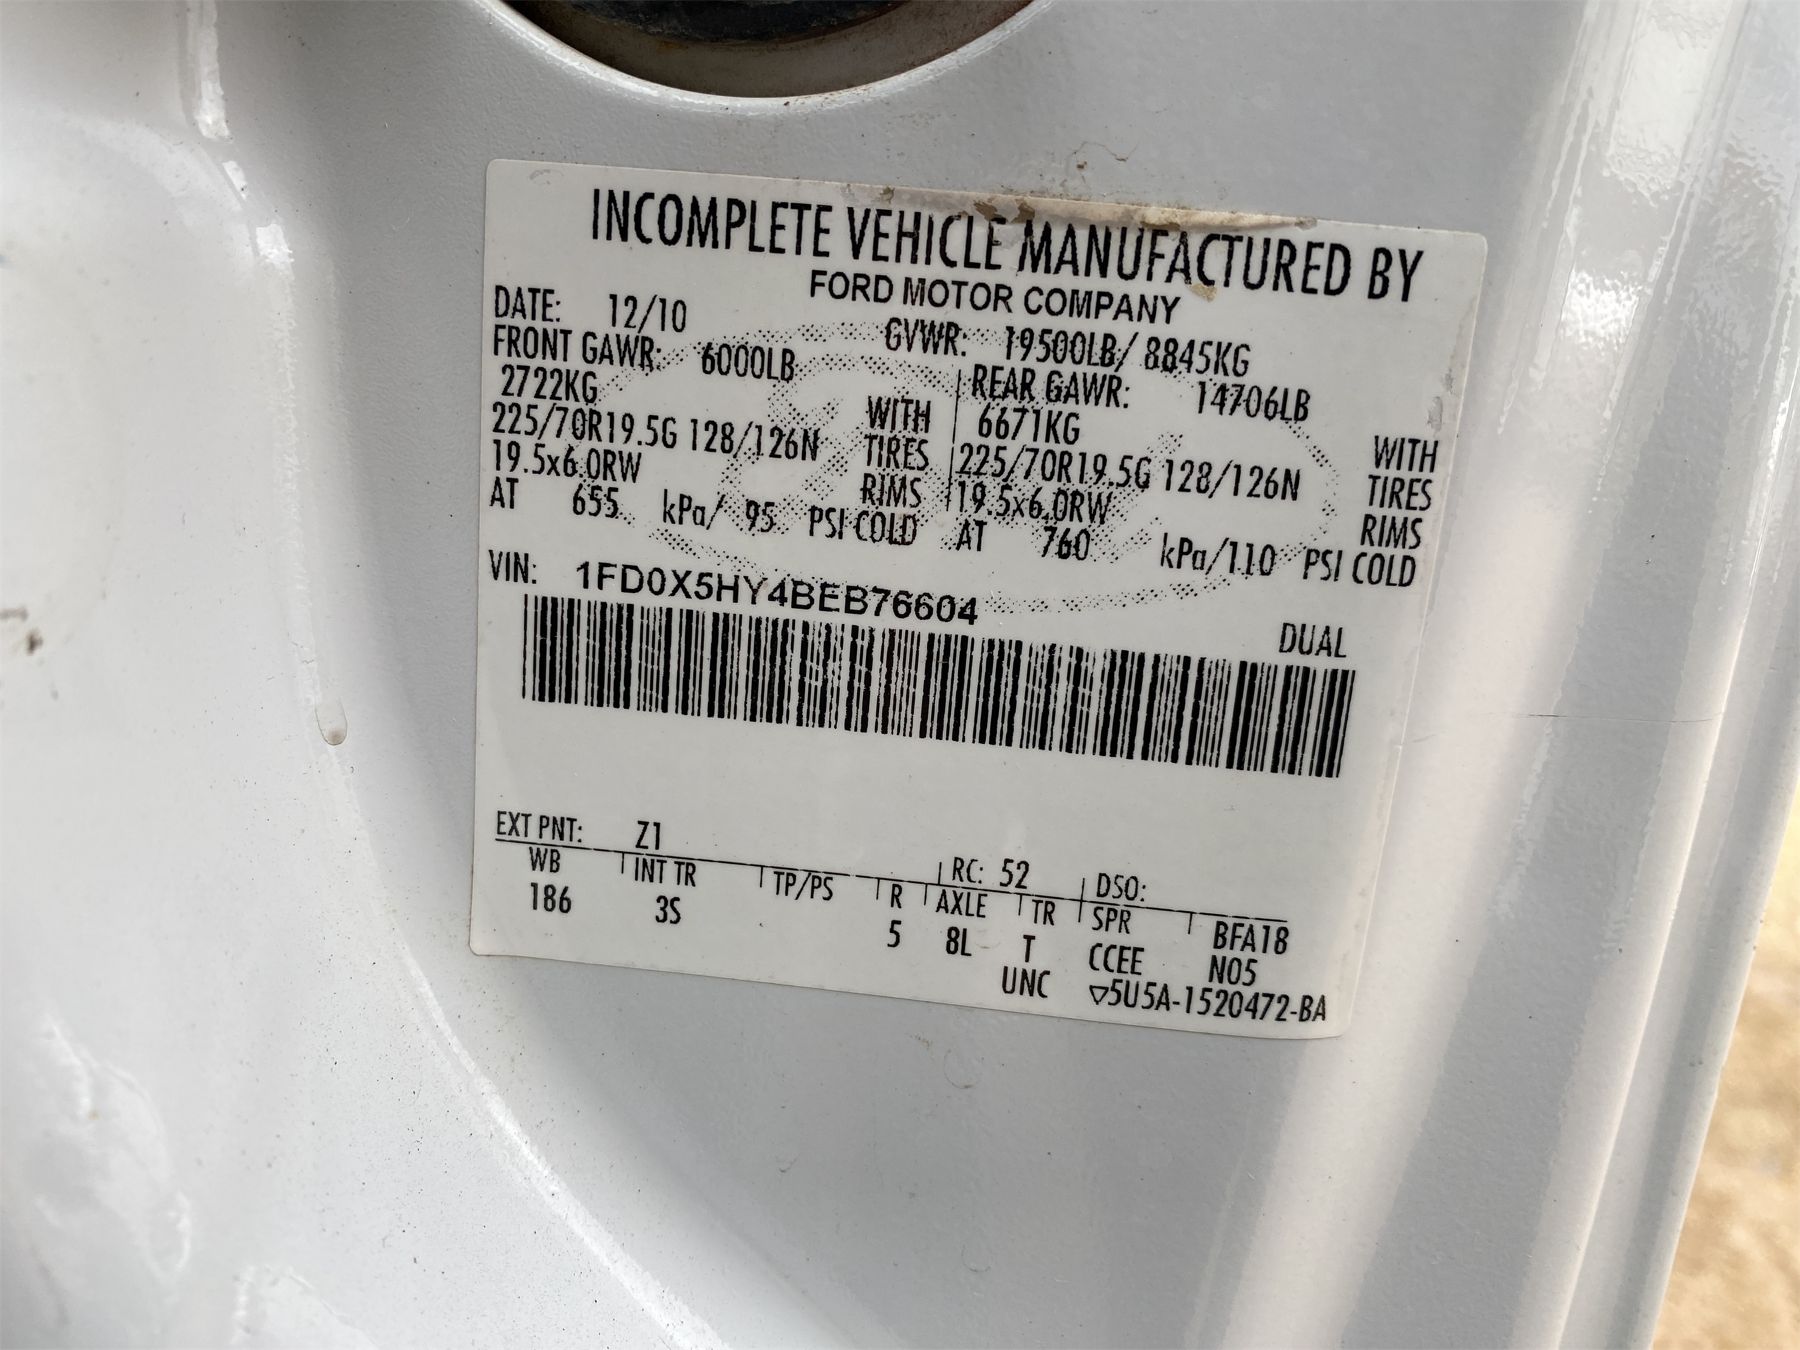 INCOMPLETE VEHICLE MANUFACTURED BY
FORD MOTOR COMPANY
DATE: 12/10 GVWR: 19500LB/ 8845KG
FRONT GAWR: 6000LB REAR GAWR: 14706LB
2722KG WITH 6671KG WITH
225/70R19.5G 128/126N TIRES 225/70R19.5G 128/126N TIRES
19.5x6.0RW RIMS 19.5x6.0RW RIMS
AT 655 kPa/ 95 PSI COLD AT 760 kPa/110 PSI COLD
VIN: 1FD0X5HY4BEB76604
DUAL
EXT PNT: Z1 RC: 52 DSO:
WB INT TR TP/PS R AXLE TR SPR BFA18
186 3S 5 8L T CCEE N05
UNC ▽5U5A-1520472-BA